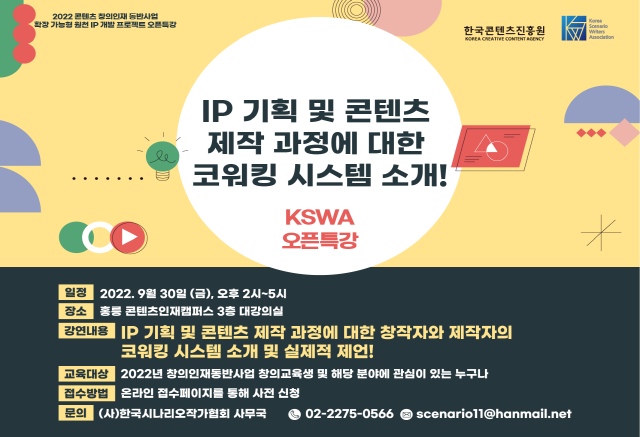 2022 콘텐츠 창의인재 동반사업
확장 가능형 원천 IP 개발 프로젝트 오픈특강
한국콘텐츠진흥원
KOREA CREATIVE CONTENT AGENCY
Korea
Scenario
Writers
Association
IP 기획 및 콘텐츠
제작 과정에 대한
코워킹 시스템 소개!
KSWA
오픈특강
일정 2022. 9월 30일 (금), 오후 2시~5시
장소 홍릉 콘텐츠인재캠퍼스 3층 대강의실
강연내용 IP 기획 및 콘텐츠 제작 과정에 대한 창작자와 제작자의
코워킹 시스템 소개 및 실제적 제언!
교육대상 2022년 창의인재동반사업 창의교육생 및 해당 분야에 관심이 있는 누구나
접수방법 온라인 접수페이지를 통해 사전 신청
문의 (사)한국시나리오작가협회 사무국 02-2275-0566 scenario11@hanmail.net